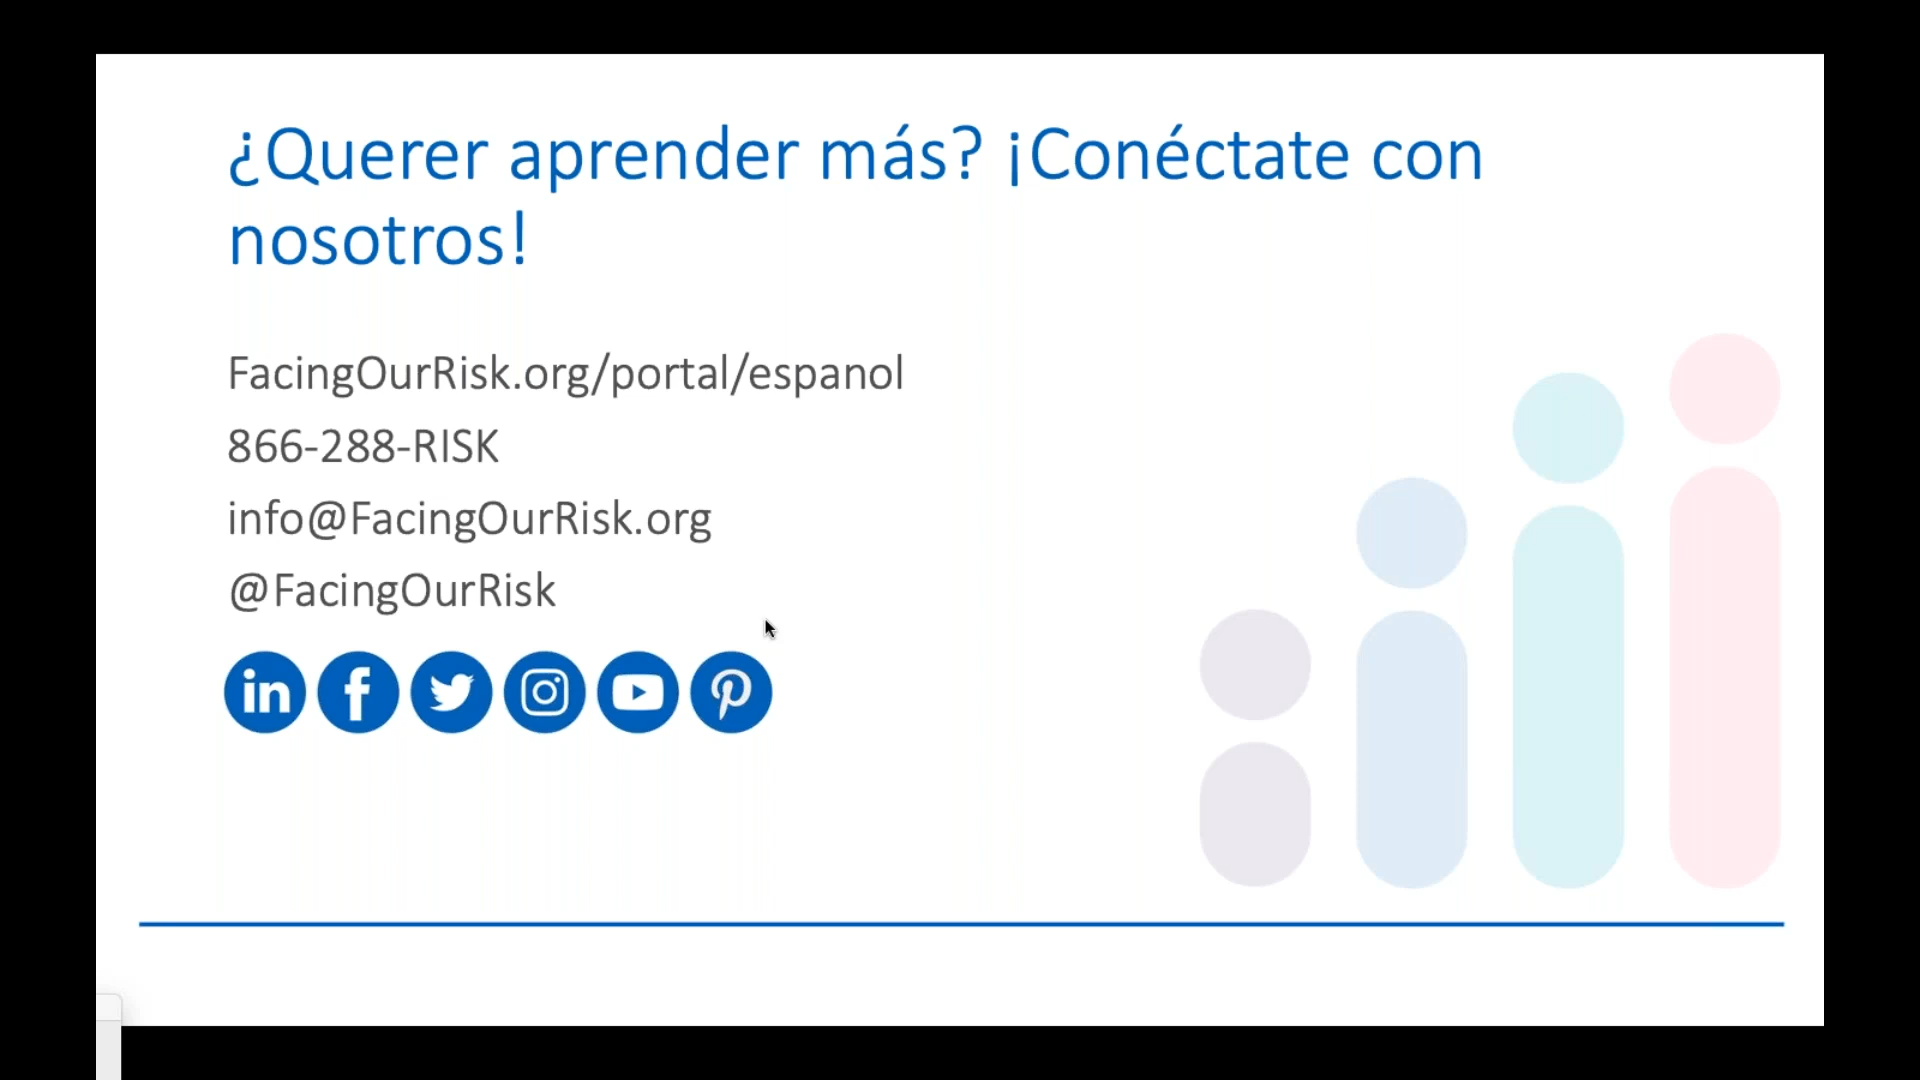 ¿Querer aprender más? ¡Conéctate con
nosotros!
FacingOurRisk.org/portal/espanol
866-288-RISK
info@FacingOurRisk.org
@FacingOurRisk